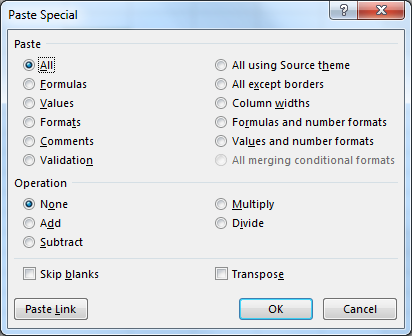 Paste Special
Paste
All
All using Source theme
Formulas
All except borders
Values
Column widths
Formats
Formulas and number formats
Comments
Values and number formats
Validation
All merging conditional formats
Operation
None
Multiply
Add
Divide
Subtract
Skip blanks
Transpose
Paste Link
OK
Cancel